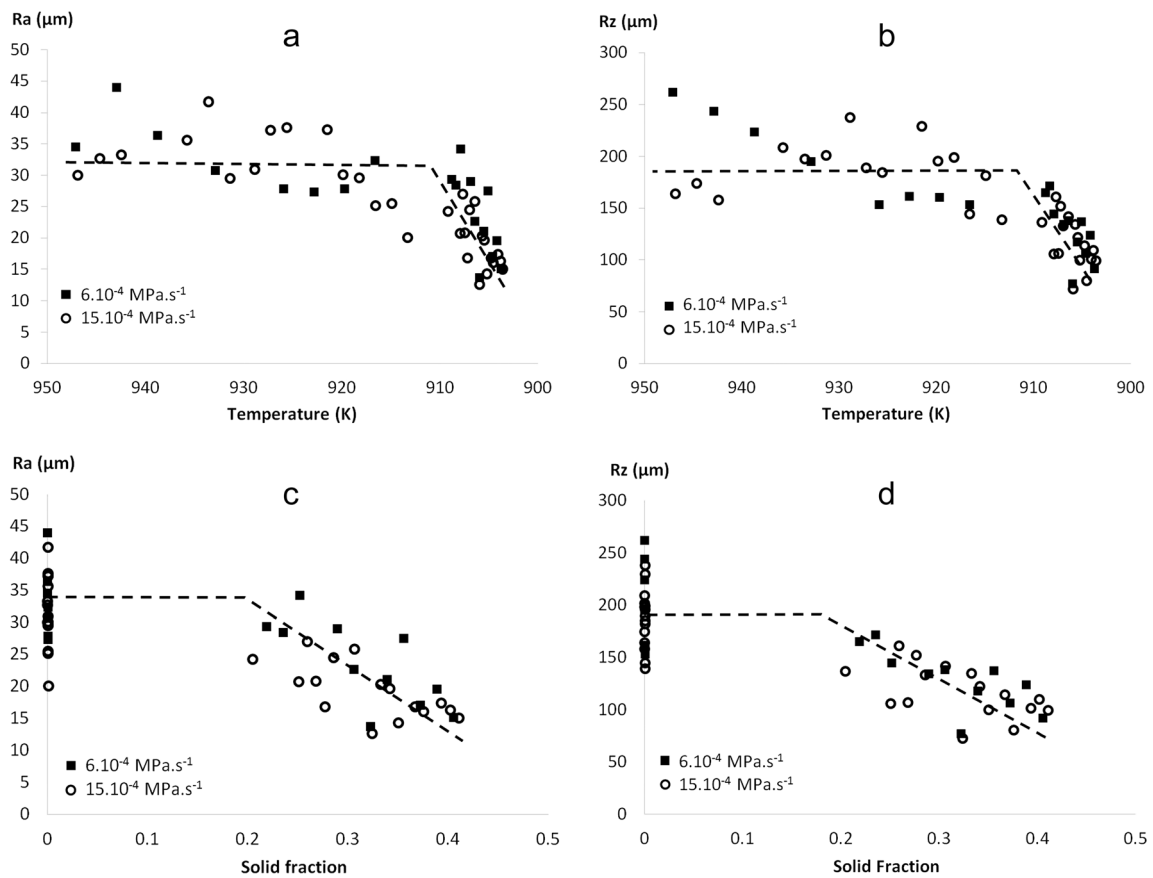 Ra (µm)
a
50
45
40
35
30
25
20
15
10
5
0
6.10⁻⁴ MPa.s⁻¹
15.10⁻⁴ MPa.s⁻¹
950 940 930 920 910 900
Temperature (K)
Rz (µm)
b
300
250
200
150
100
50
0
6.10⁻⁴ MPa.s⁻¹
15.10⁻⁴ MPa.s⁻¹
950 940 930 920 910 900
Temperature (K)
Ra (µm)
c
50
45
40
35
30
25
20
15
10
5
0
6.10⁻⁴ MPa.s⁻¹
15.10⁻⁴ MPa.s⁻¹
0 0.1 0.2 0.3 0.4 0.5
Solid fraction
Rz (µm)
d
300
250
200
150
100
50
0
6.10⁻⁴ MPa.s⁻¹
15.10⁻⁴ MPa.s⁻¹
0 0.1 0.2 0.3 0.4 0.5
Solid Fraction